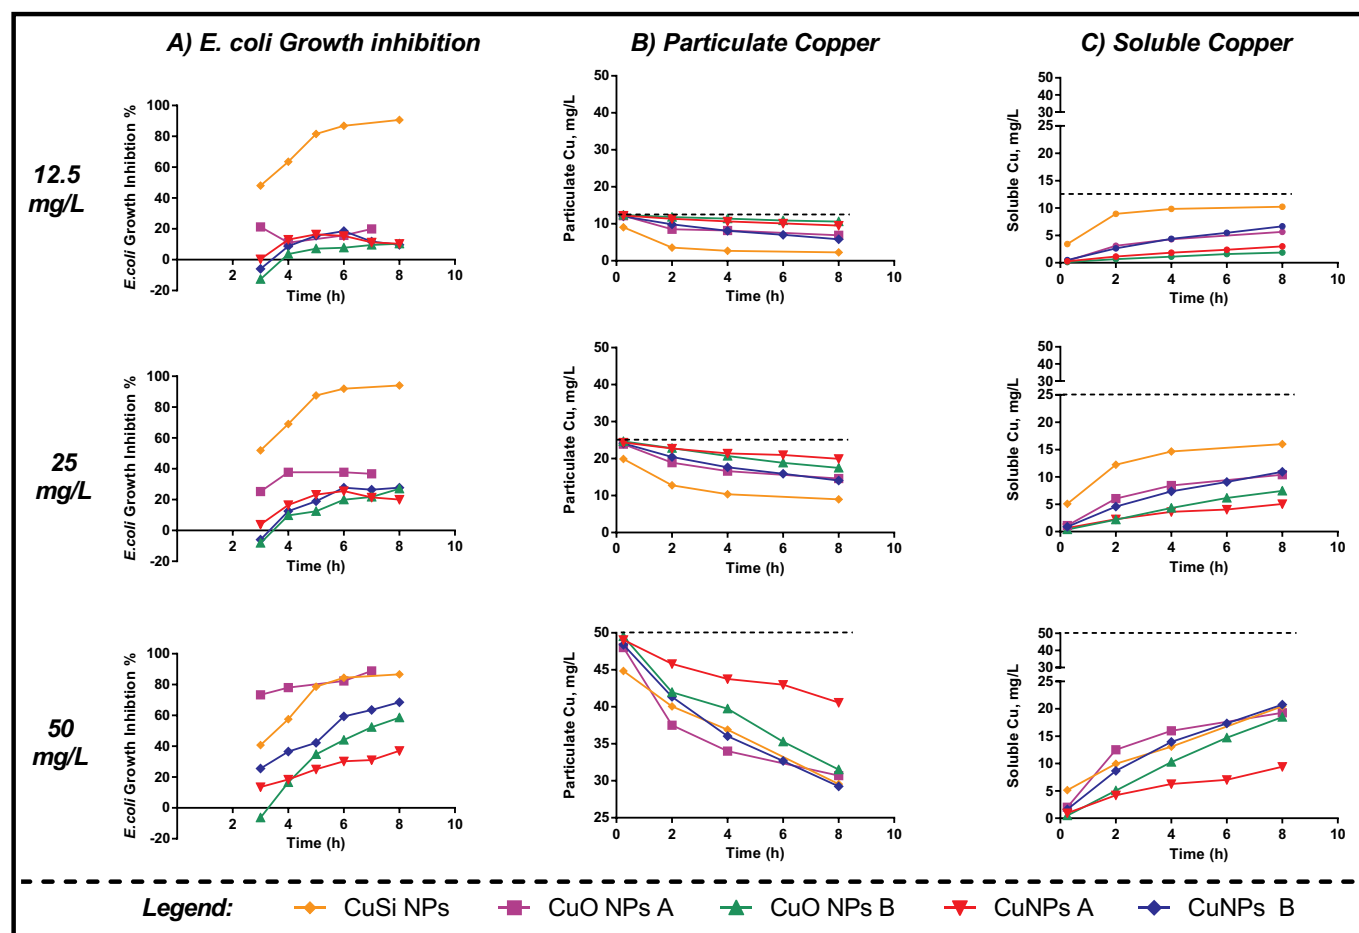 A) E. coli Growth inhibition
B) Particulate Copper
C) Soluble Copper
12.5
mg/L
E.coli Growth Inhibtion %
100
80
60
40
20
0
-20
2 4 6 8 10
Time (h)
Particulate Cu, mg/L
50
40
30
20
10
0
0 2 4 6 8 10
Time (h)
Soluble Cu, mg/L
50
40
30
25
20
15
10
5
0
0 2 4 6 8 10
Time (h)
25
mg/L
E.coli Growth Inhibtion %
100
80
60
40
20
0
-20
2 4 6 8 10
Time (h)
Particulate Cu, mg/L
50
40
30
20
10
0
0 2 4 6 8 10
Time (h)
Soluble Cu, mg/L
50
40
30
25
20
15
10
5
0
0 2 4 6 8 10
Time (h)
50
mg/L
E.coli Growth Inhibtion %
100
80
60
40
20
0
-20
2 4 6 8 10
Time (h)
Particulate Cu, mg/L
50
45
40
35
30
25
0 2 4 6 8 10
Time (h)
Soluble Cu, mg/L
50
40
30
25
20
15
10
5
0
0 2 4 6 8 10
Time (h)
Legend: CuSi NPs CuO NPs A CuO NPs B CuNPs A CuNPs B